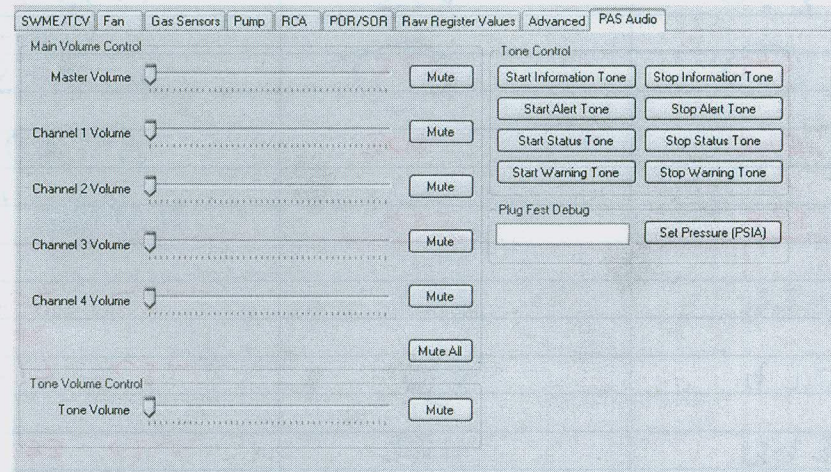 SWME/TCV Fan Gas Sensors Pump RCA POR/SOR Raw Register Values Advanced PAS Audio
Main Volume Control
Master Volume Mute
Channel 1 Volume Mute
Channel 2 Volume Mute
Channel 3 Volume Mute
Channel 4 Volume Mute
Mute All
Tone Volume Control
Tone Volume Mute
Tone Control
Start Information Tone Stop Information Tone
Start Alert Tone Stop Alert Tone
Start Status Tone Stop Status Tone
Start Warning Tone Stop Warning Tone
Plug Fest Debug
Set Pressure (PSIA)